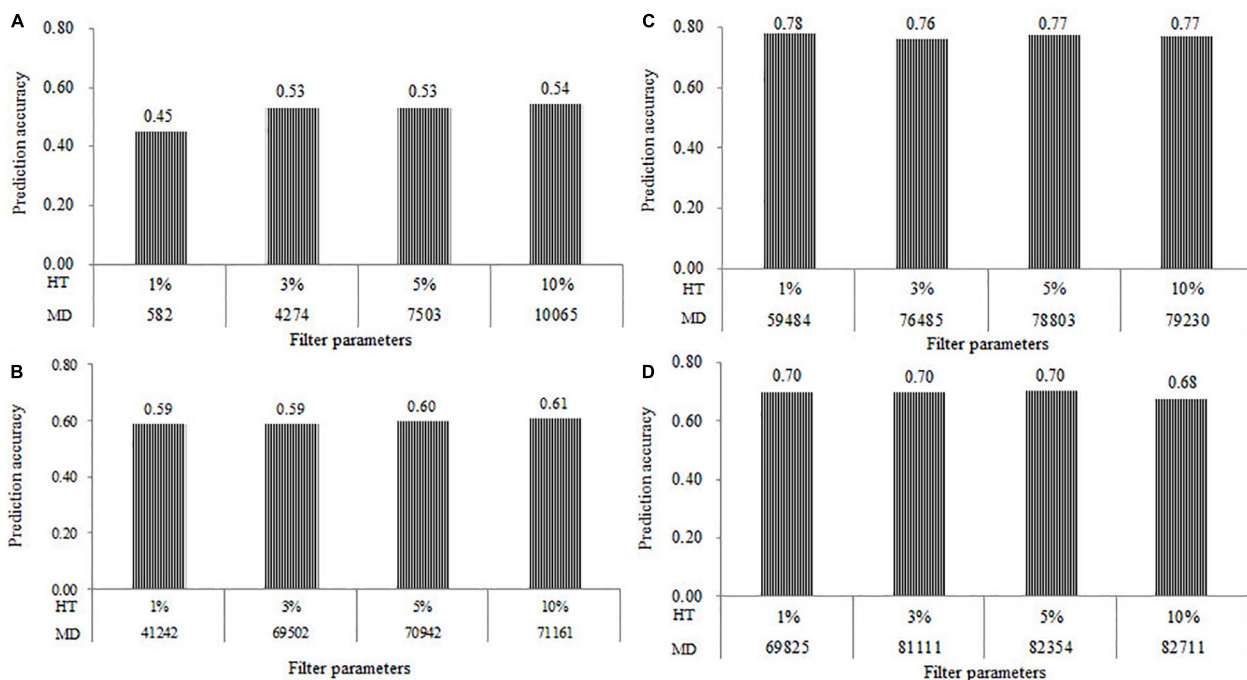 A
Prediction accuracy
0.80
0.60
0.40
0.20
0.00
0.45
0.53
0.53
0.54
HT 1% 3% 5% 10%
MD 582 4274 7503 10065
Filter parameters
B
Prediction accuracy
0.80
0.60
0.40
0.20
0.00
0.59
0.59
0.60
0.61
HT 1% 3% 5% 10%
MD 41242 69502 70942 71161
Filter parameters
C
Prediction accuracy
0.80
0.60
0.40
0.20
0.00
0.78
0.76
0.77
0.77
HT 1% 3% 5% 10%
MD 59484 76485 78803 79230
Filter parameters
D
Prediction accuracy
0.80
0.60
0.40
0.20
0.00
0.70
0.70
0.70
0.68
HT 1% 3% 5% 10%
MD 69825 81111 82354 82711
Filter parameters